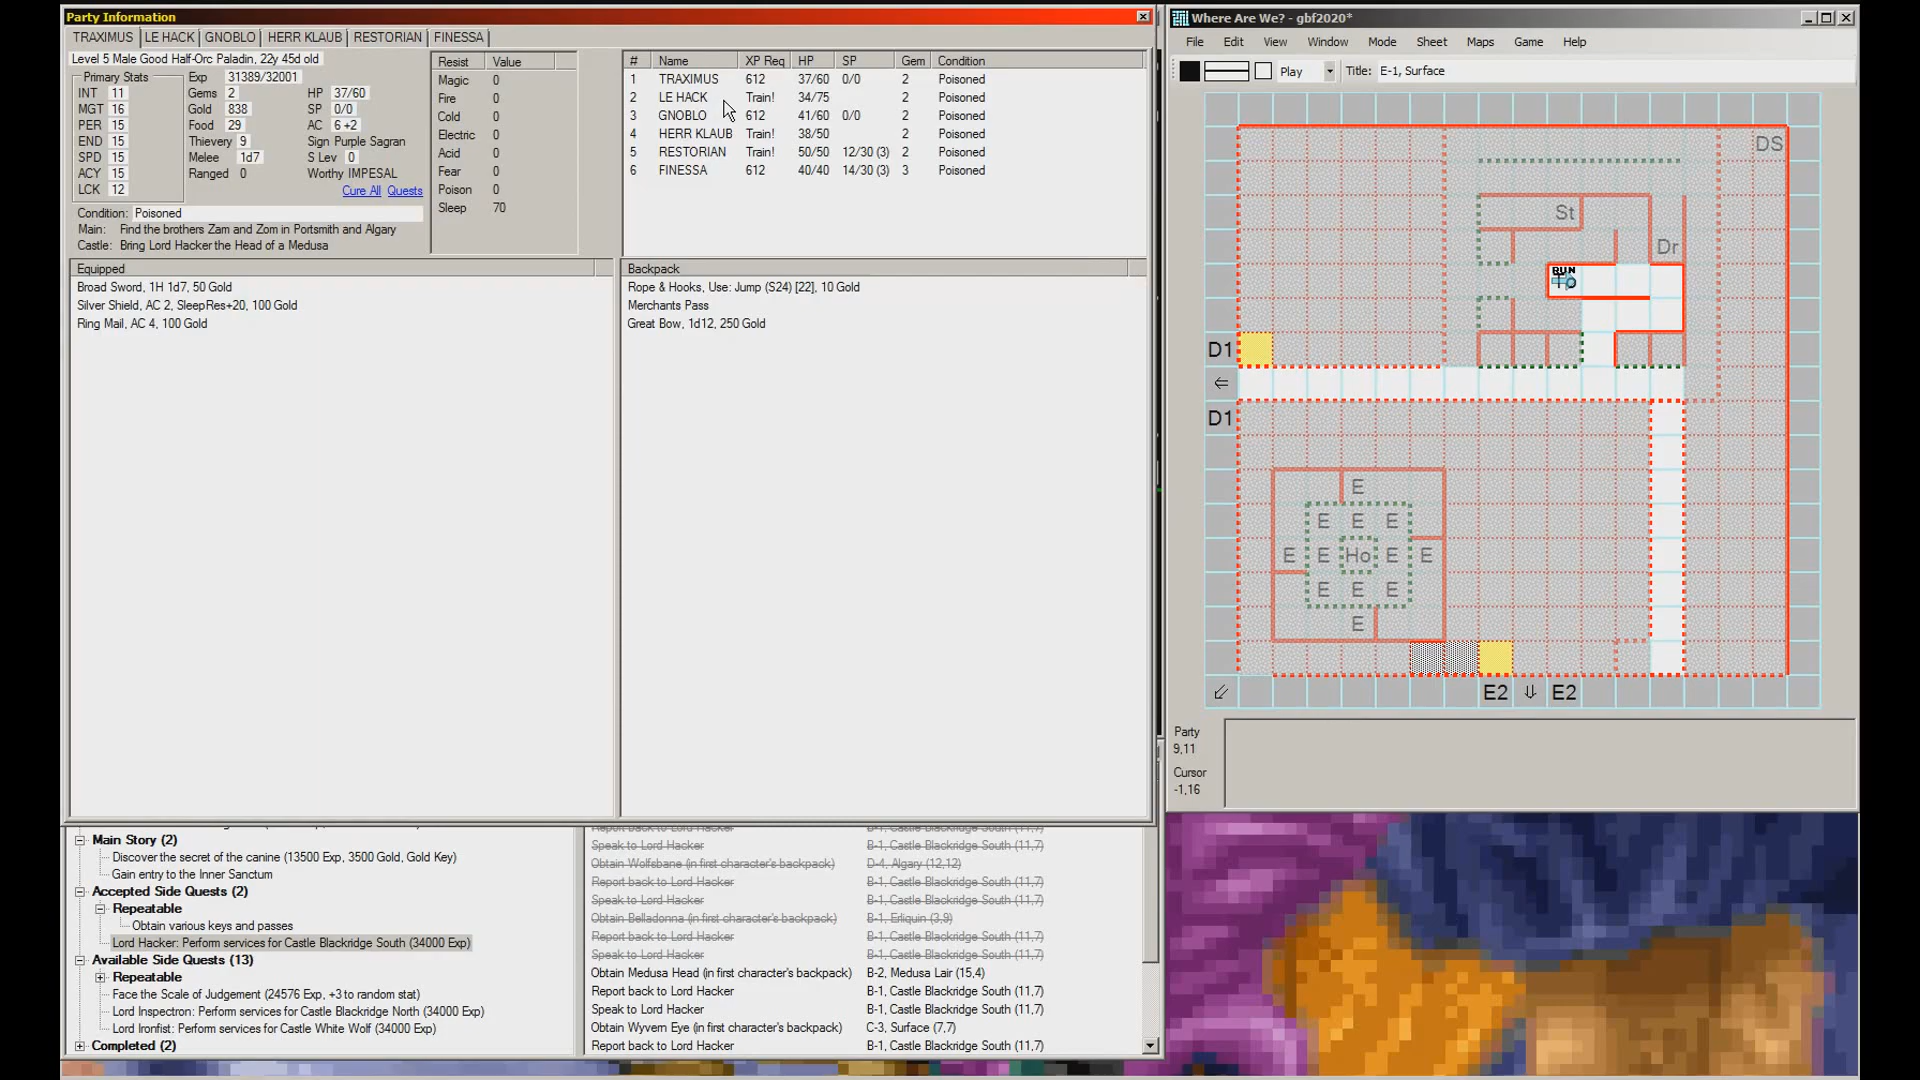 Party Information
TRAXIMUS LE HACK GNOBLO HERR KLAUB RESTORIAN FINESSA
Level 5 Male Good Half-Orc Paladin, 22y 45d old
Primary Stats
INT 11
MGT 16
PER 15
END 15
SPD 15
ACY 15
LCK 12
Exp 31389/32001
Gems 2 HP 37/60
Gold 838 SP 0/0
Food 29 AC 6 +2
Thievery 9 Sign Purple Sagran
Melee 1d7 S Lev 0
Ranged 0 Worthy IMPESAL
Cure All Quests
Condition: Poisoned
Main: Find the brothers Zam and Zom in Portsmith and Algary
Castle: Bring Lord Hacker the Head of a Medusa
Resist Value
Magic 0
Fire 0
Cold 0
Electric 0
Acid 0
Fear 0
Poison 0
Sleep 70
# Name XP Req HP SP Gem Condition
1 TRAXIMUS 612 37/60 0/0 2 Poisoned
2 LE HACK Train! 34/75 2 Poisoned
3 GNOBLO 612 41/60 0/0 2 Poisoned
4 HERR KLAUB Train! 38/50 2 Poisoned
5 RESTORIAN Train! 50/50 12/30 (3) 2 Poisoned
6 FINESSA 612 40/40 14/30 (3) 3 Poisoned
Equipped
Broad Sword, 1H 1d7, 50 Gold
Silver Shield, AC 2, SleepRes+20, 100 Gold
Ring Mail, AC 4, 100 Gold
Backpack
Rope & Hooks, Use: Jump (S24) [22], 10 Gold
Merchants Pass
Great Bow, 1d12, 250 Gold
Main Story (2)
Discover the secret of the canine (13500 Exp, 3500 Gold, Gold Key)
Gain entry to the Inner Sanctum
Accepted Side Quests (2)
Repeatable
Obtain various keys and passes
Lord Hacker: Perform services for Castle Blackridge South (34000 Exp)
Available Side Quests (13)
Repeatable
Face the Scale of Judgement (24576 Exp, +3 to random stat)
Lord Inspectron: Perform services for Castle Blackridge North (34000 Exp)
Lord Ironfist: Perform services for Castle White Wolf (34000 Exp)
Completed (2)
Report back to Lord Hacker B-1, Castle Blackridge South (11,7)
Speak to Lord Hacker B-1, Castle Blackridge South (11,7)
Obtain Wolfsbane (in first character's backpack) D-4, Algary (12,12)
Report back to Lord Hacker B-1, Castle Blackridge South (11,7)
Speak to Lord Hacker B-1, Castle Blackridge South (11,7)
Obtain Belladonna (in first character's backpack) B-1, Erliquin (3,9)
Report back to Lord Hacker B-1, Castle Blackridge South (11,7)
Speak to Lord Hacker B-1, Castle Blackridge South (11,7)
Obtain Medusa Head (in first character's backpack) B-2, Medusa Lair (15,4)
Report back to Lord Hacker B-1, Castle Blackridge South (11,7)
Speak to Lord Hacker B-1, Castle Blackridge South (11,7)
Obtain Wyvern Eye (in first character's backpack) C-3, Surface (7,7)
Report back to Lord Hacker B-1, Castle Blackridge South (11,7)
Where Are We? - gbf2020*
File Edit View Window Mode Sheet Maps Game Help
Play Title: E-1, Surface
DS
St
Dr
RUN
D1
D1
E
E E E
E E Ho E E
E E E
E
E2 E2
Party
9,11
Cursor
-1,16